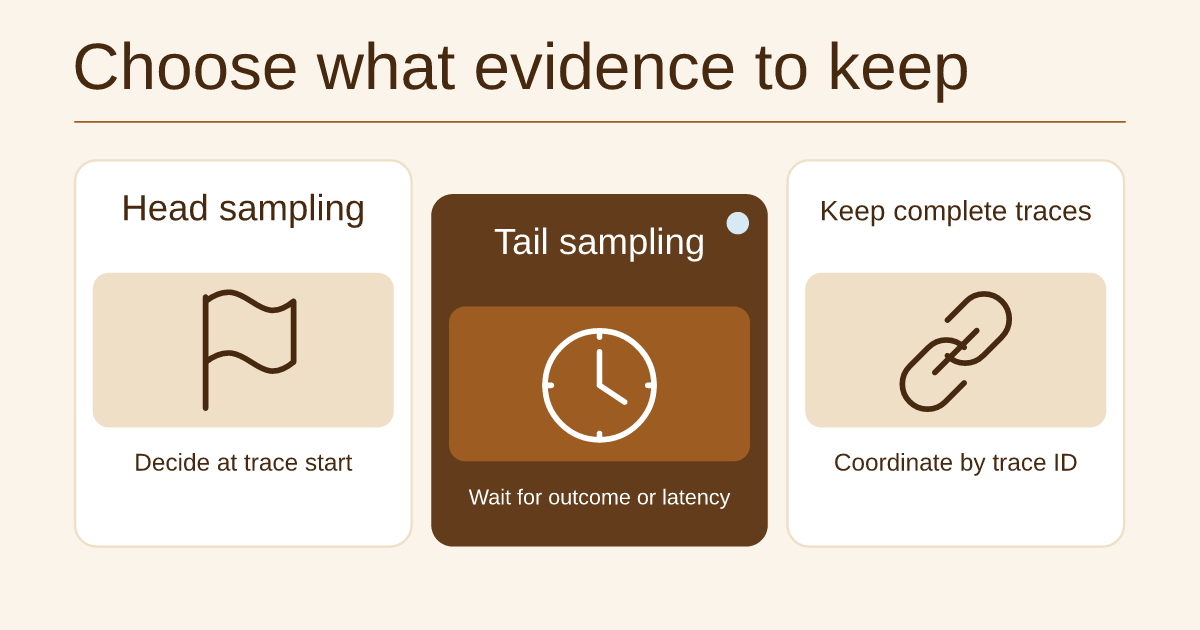 Choose what evidence to keep
Head sampling
Decide at trace start
Tail sampling
Wait for outcome or latency
Keep complete traces
Coordinate by trace ID